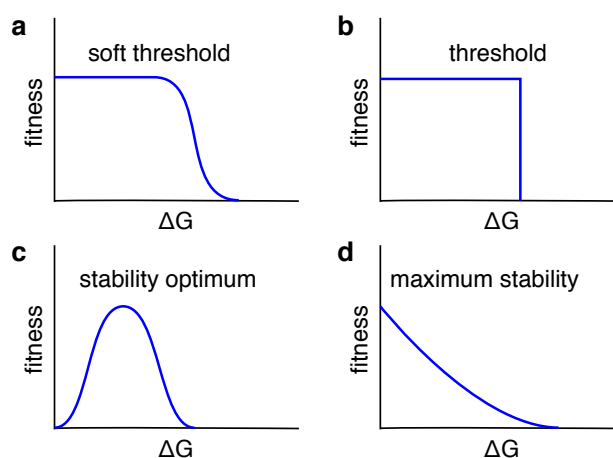 a
soft threshold
fitness
ΔG
b
threshold
fitness
ΔG
c
stability optimum
fitness
ΔG
d
maximum stability
fitness
ΔG